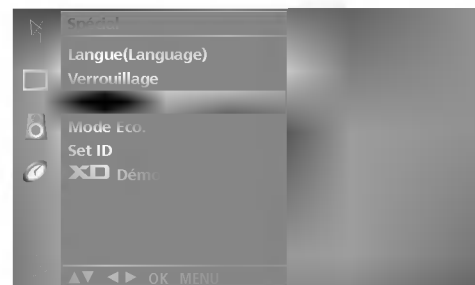 Spécial
Langue(Language)
Verrouillage
Mode Eco.
Set ID
XD Démo
▲▼ ◄► OK MENU